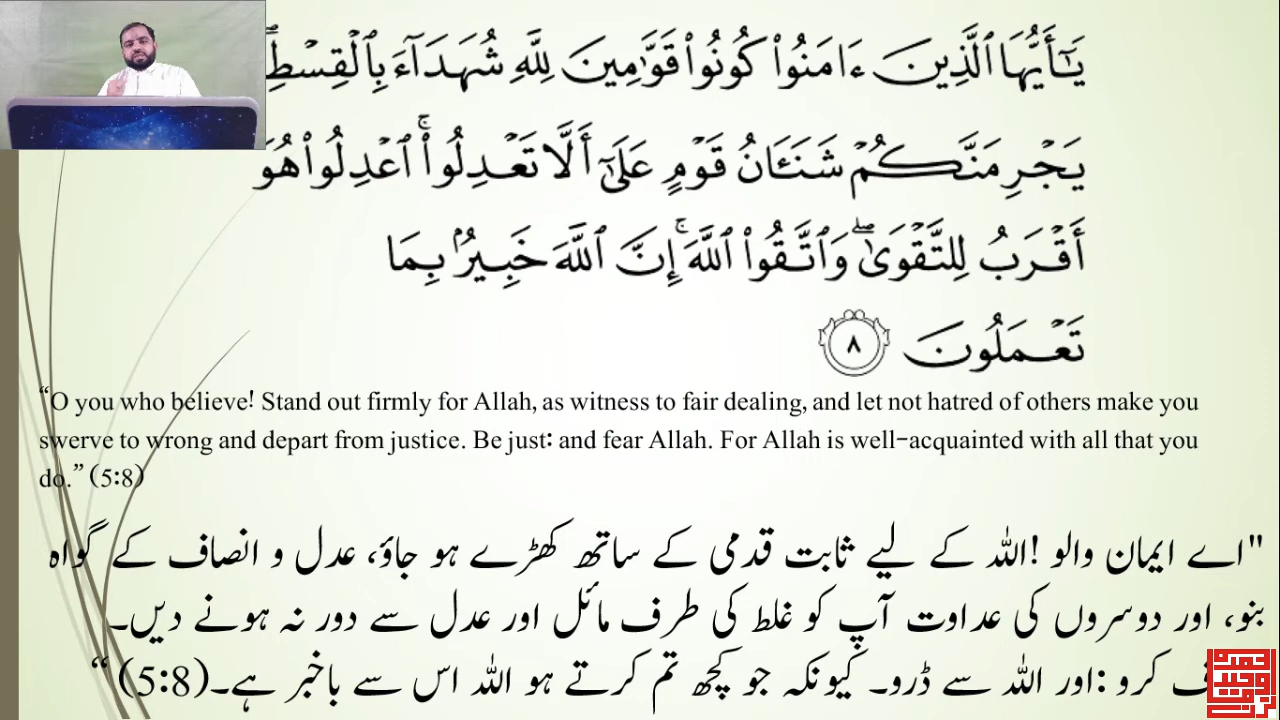 يَـٰٓأَيُّهَا ٱلَّذِينَ ءَامَنُوا۟ كُونُوا۟ قَوَّٰمِينَ لِلَّهِ شُهَدَآءَ بِٱلْقِسْطِ ۖ
يَجْرِمَنَّكُمْ شَنَـَٔانُ قَوْمٍ عَلَىٰٓ أَلَّا تَعْدِلُوا۟ ۚ ٱعْدِلُوا۟ هُوَ
أَقْرَبُ لِلتَّقْوَىٰ ۖ وَٱتَّقُوا۟ ٱللَّهَ ۚ إِنَّ ٱللَّهَ خَبِيرٌۢ بِمَا
تَعْمَلُونَ ٨
“O you who believe! Stand out firmly for Allah, as witness to fair dealing, and let not hatred of others make you
swerve to wrong and depart from justice. Be just: and fear Allah. For Allah is well-acquainted with all that you
do.” (5:8)
"اے ایمان والو !اللہ کے لیے ثابت قدمی کے ساتھ کھڑے ہو جاؤ، عدل و انصاف کے گواہ
بنو، اور دوسروں کی عداوت آپ کو غلط کی طرف مائل اور عدل سے دور نہ ہونے دیں۔
کرو :اور اللہ سے ڈرو۔ کیونکہ جو کچھ تم کرتے ہو اللہ اس سے باخبر ہے۔(5:8) “